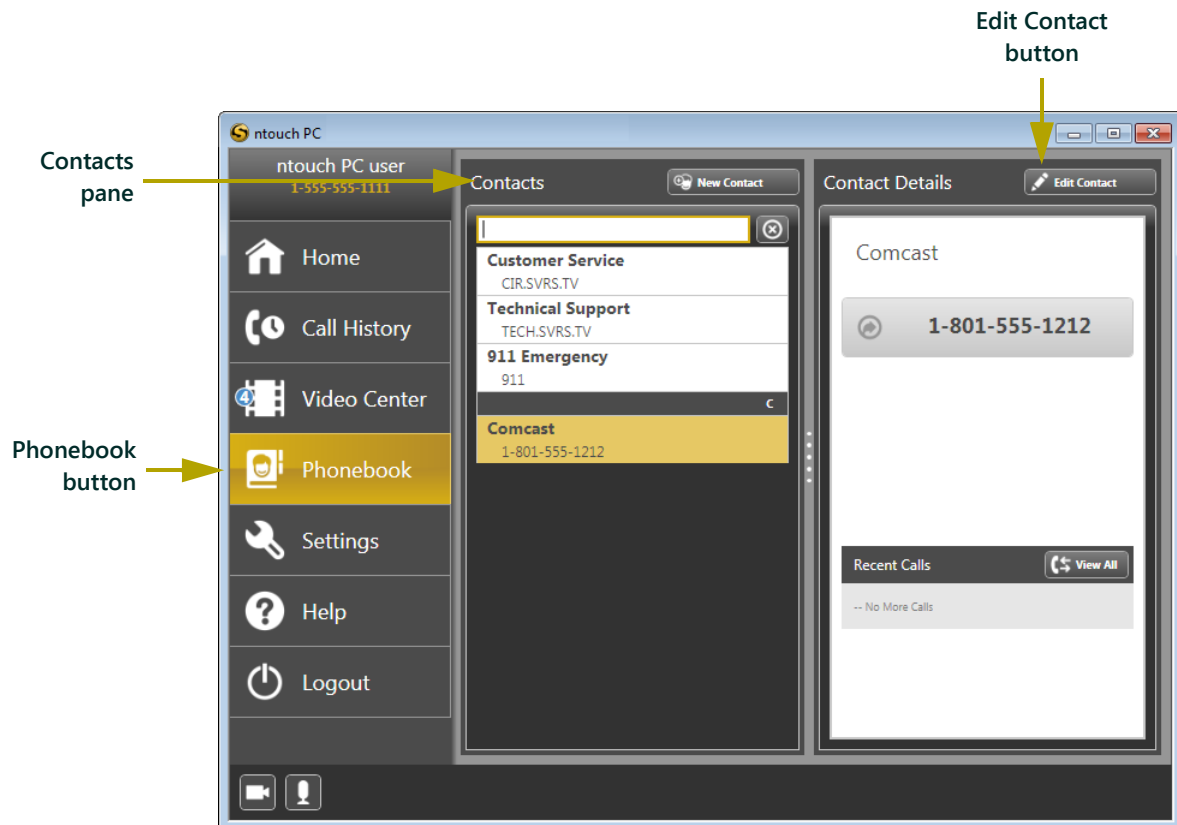 Edit Contact
button
ntouch PC
Contacts
pane
ntouch PC user
1-555-555-1111
Contacts
New Contact
Contact Details
Edit Contact
Home
Call History
4
Video Center
Phonebook
button
Phonebook
Settings
Help
Logout
Customer Service
CIR.SVRS.TV
Technical Support
TECH.SVRS.TV
911 Emergency
911
C
Comcast
1-801-555-1212
Comcast
1-801-555-1212
Recent Calls
View All
-- No More Calls